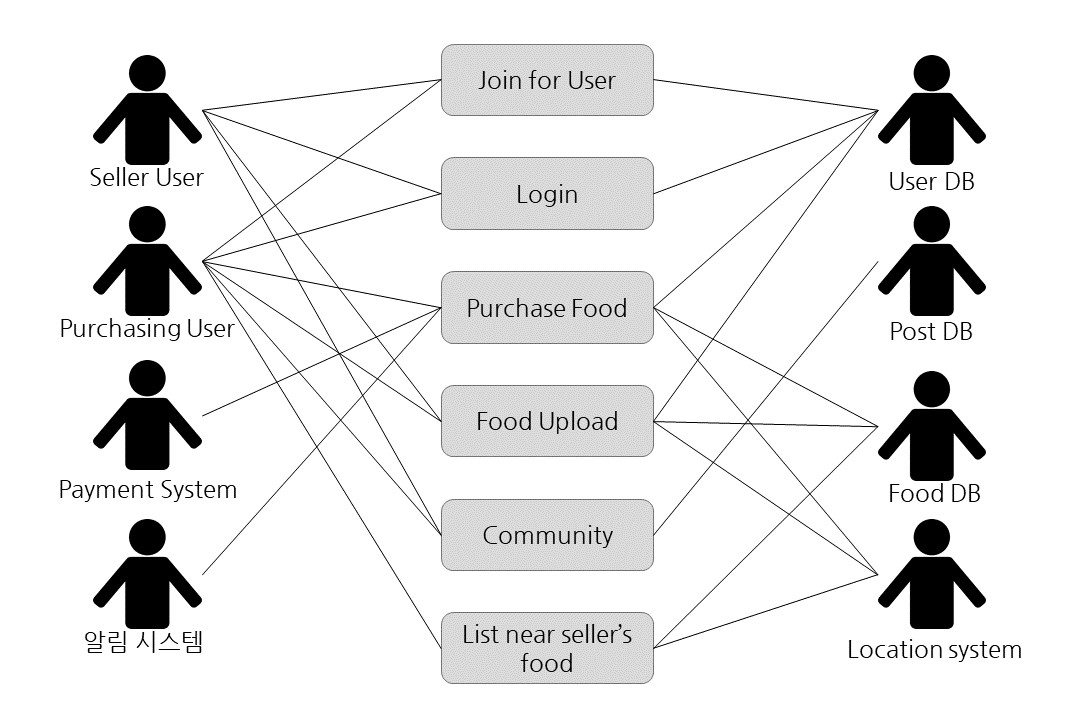 Join for User
Seller User
User DB
Login
Purchase Food
Purchasing User
Post DB
Food Upload
Payment System
Food DB
Community
알림 시스템
List near seller's
food
Location system